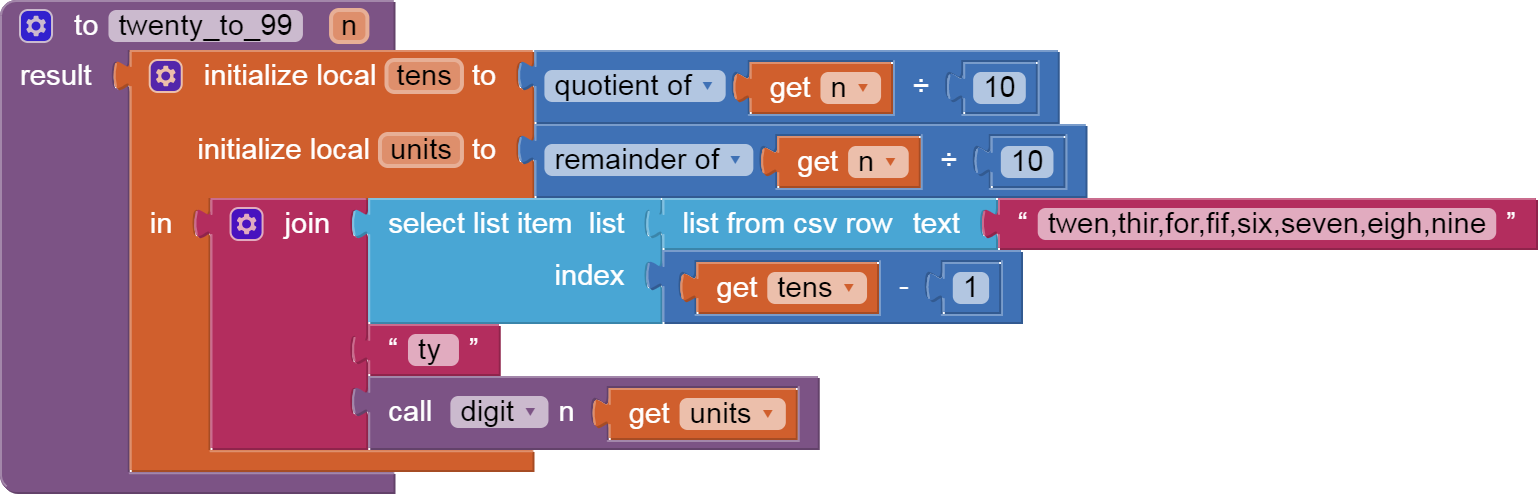 to twenty_to_99 n
result initialize local tens to quotient of get n ÷ 10
initialize local units to remainder of get n ÷ 10
in join select list item list list from csv row text “ twen,thir,for,fif,six,seven,eigh,nine ”
index get tens - 1
“ ty ”
call digit n get units